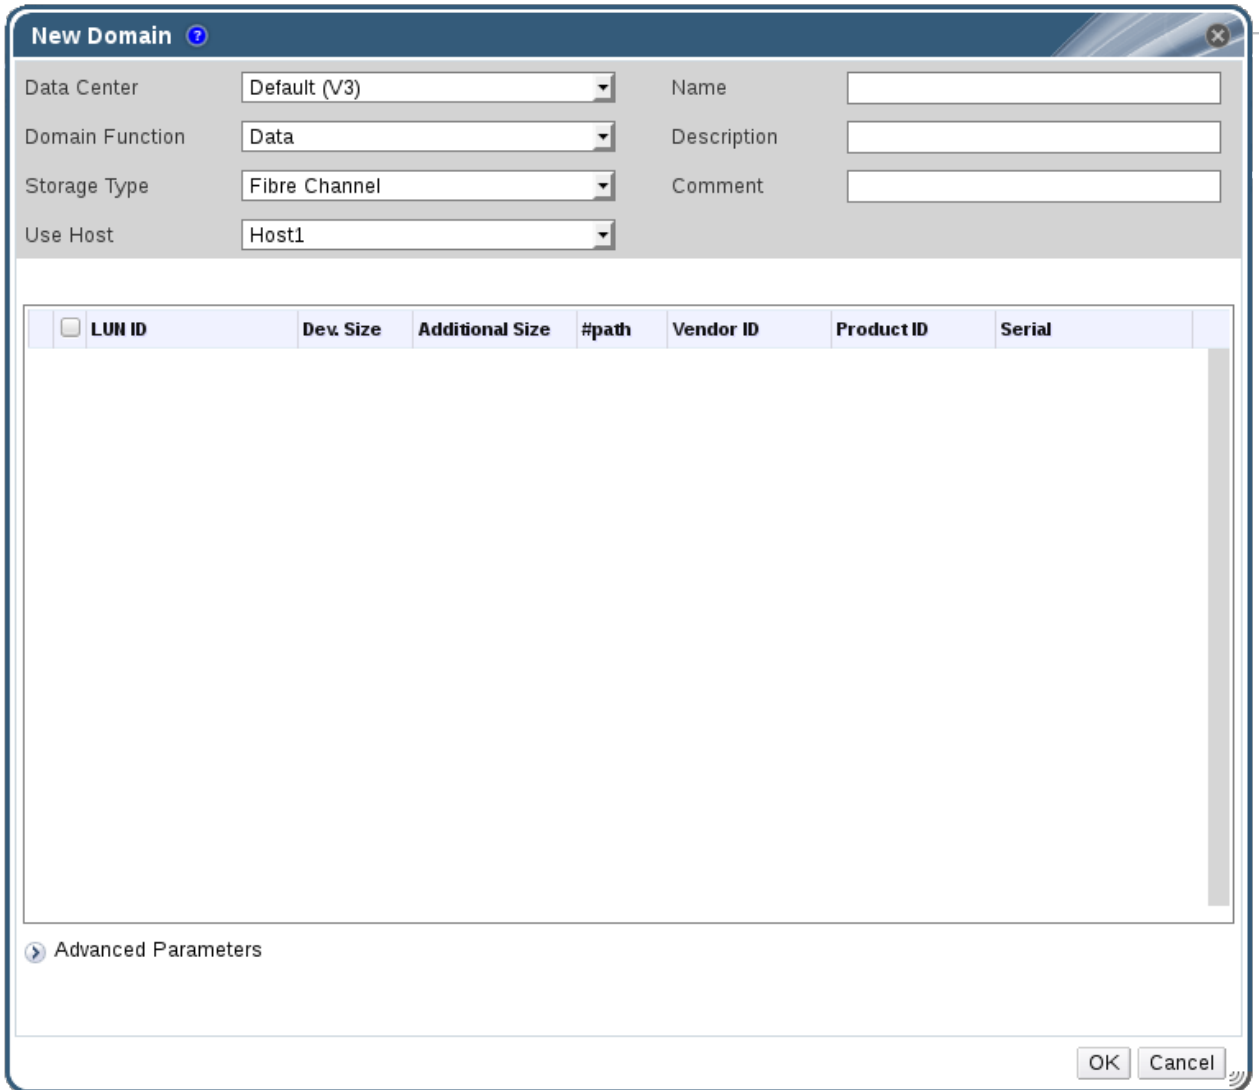 New Domain ?
Data Center Default (V3) Name
Domain Function Data Description
Storage Type Fibre Channel Comment
Use Host Host1
LUN ID Dev. Size Additional Size #path Vendor ID Product ID Serial
Advanced Parameters
OK Cancel